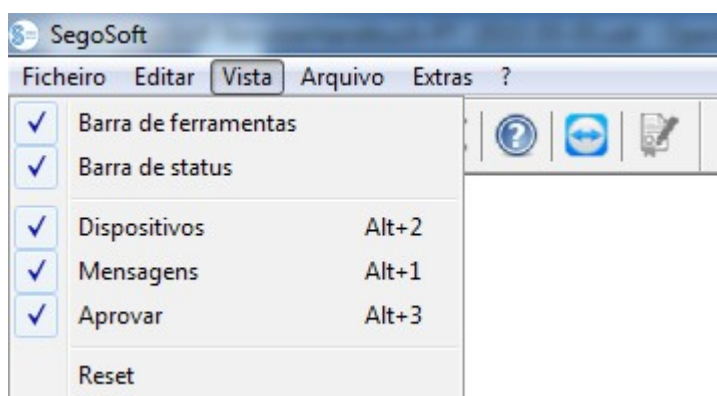 SegoSoft
Ficheiro Editar Vista Arquivo Extras ?
Barra de ferramentas
Barra de status
Dispositivos Alt+2
Mensagens Alt+1
Aprovar Alt+3
Reset